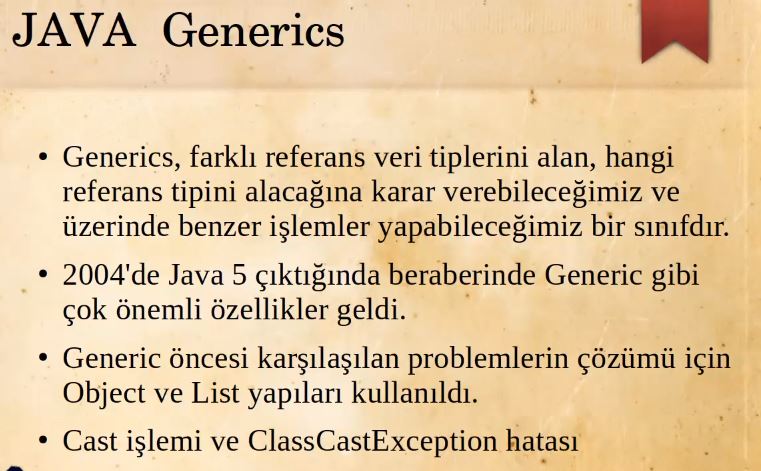 JAVA Generics
• Generics, farklı referans veri tiplerini alan, hangi
referans tipini alacağına karar verebileceğimiz ve
üzerinde benzer işlemler yapabileceğimiz bir sınıfdır.
• 2004'de Java 5 çıktığında beraberinde Generic gibi
çok önemli özellikler geldi.
• Generic öncesi karşılaşılan problemlerin çözümü için
Object ve List yapıları kullanıldı.
• Cast işlemi ve ClassCastException hatası